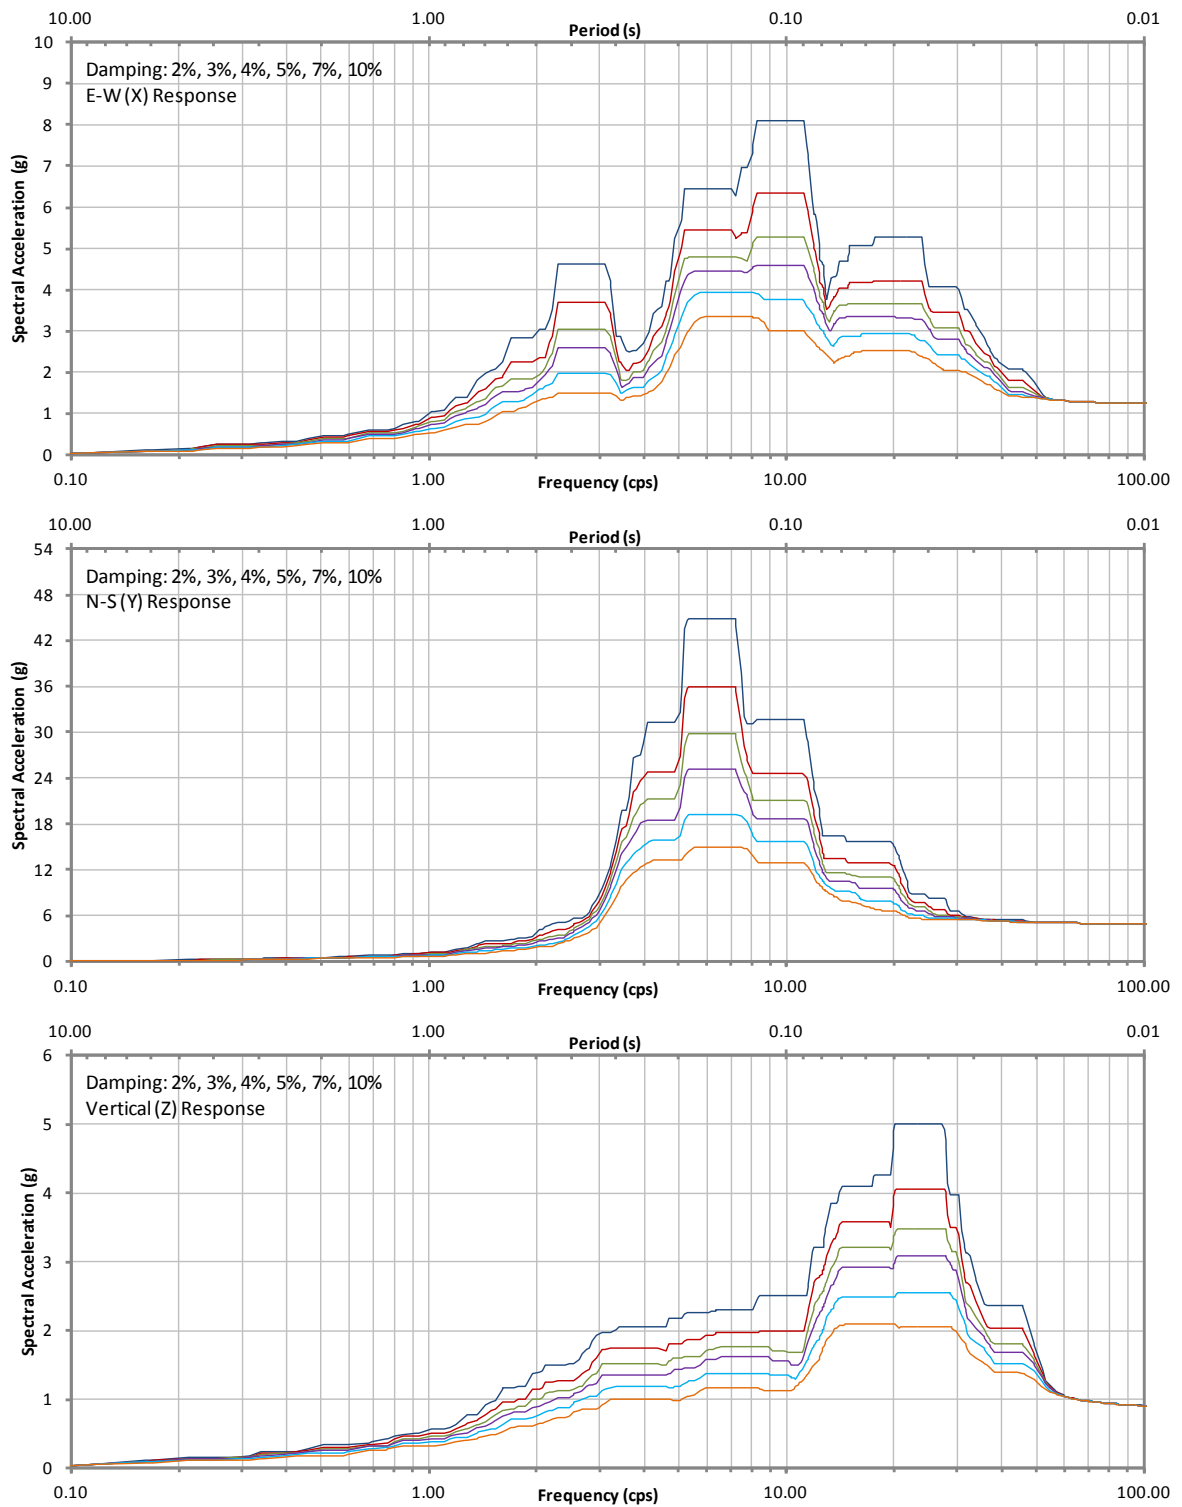 10.00 1.00 0.10 0.01
Period (s)
10
9
8
7
6
5
4
3
2
1
0
Spectral Acceleration (g)
Damping: 2%, 3%, 4%, 5%, 7%, 10%
E-W (X) Response
0.10 1.00 10.00 100.00
Frequency (cps)
10.00 1.00 0.10 0.01
Period (s)
54
48
42
36
30
24
18
12
6
0
Spectral Acceleration (g)
Damping: 2%, 3%, 4%, 5%, 7%, 10%
N-S (Y) Response
0.10 1.00 10.00 100.00
Frequency (cps)
10.00 1.00 0.10 0.01
Period (s)
6
5
4
3
2
1
0
Spectral Acceleration (g)
Damping: 2%, 3%, 4%, 5%, 7%, 10%
Vertical (Z) Response
0.10 1.00 10.00 100.00
Frequency (cps)